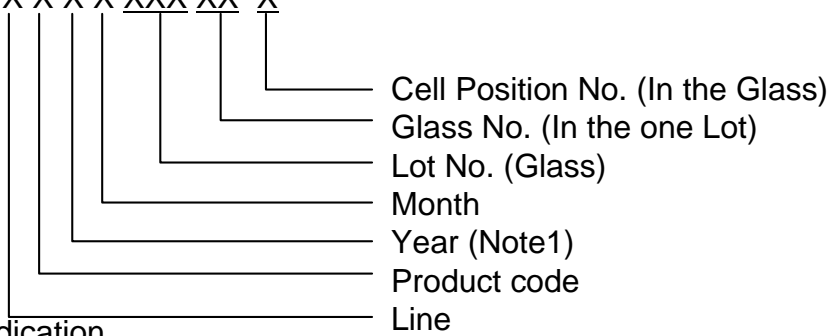 X X X X XXX XX X
Cell Position No. (In the Glass)
Glass No. (In the one Lot)
Lot No. (Glass)
Month
Year (Note1)
Product code
Line
dication